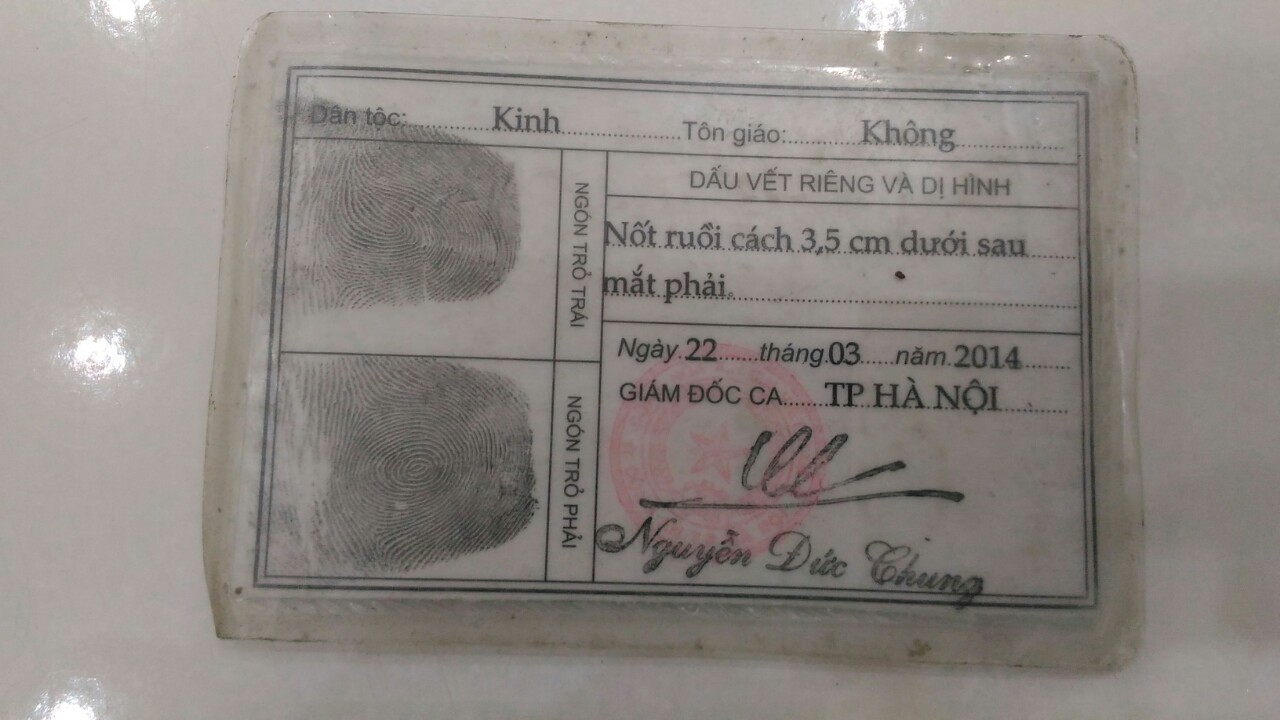 Dân tộc: Kinh Tôn giáo: Không
NGÓN TRỎ TRÁI
NGÓN TRỎ PHẢI
DẤU VẾT RIÊNG VÀ DỊ HÌNH
Nốt ruồi cách 3,5 cm dưới sau
mắt phải.
Ngày 22 tháng 03 năm 2014
GIÁM ĐỐC CA TP HÀ NỘI
Nguyễn Đức Chung